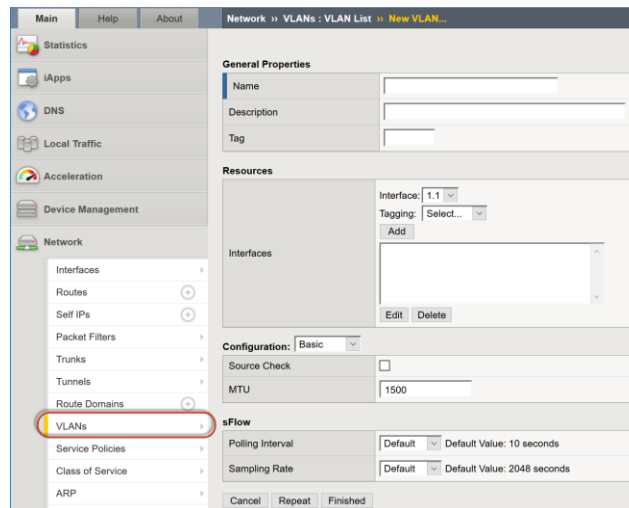 Main Help About
Network ›› VLANs : VLAN List ›› New VLAN...
Statistics
iApps
DNS
Local Traffic
Acceleration
Device Management
Network
Interfaces
Routes
Self IPs
Packet Filters
Trunks
Tunnels
Route Domains
VLANs
Service Policies
Class of Service
ARP
General Properties
Name
Description
Tag
Resources
Interfaces
Interface: 1.1
Tagging: Select...
Add
Edit Delete
Configuration: Basic
Source Check
MTU 1500
sFlow
Polling Interval Default Default Value: 10 seconds
Sampling Rate Default Default Value: 2048 seconds
Cancel Repeat Finished